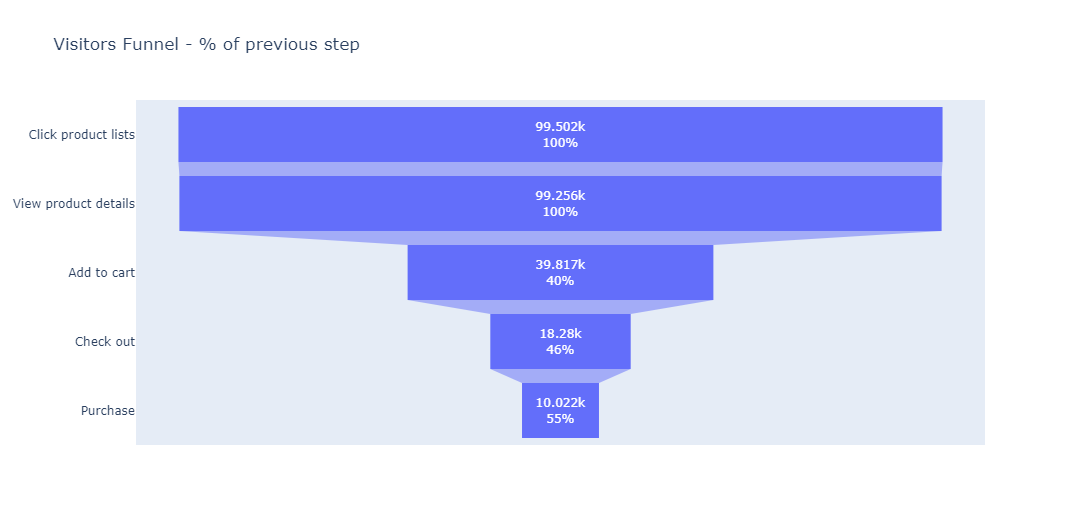 Visitors Funnel - % of previous step
Click product lists
99.502k
100%
View product details
99.256k
100%
Add to cart
39.817k
40%
Check out
18.28k
46%
Purchase
10.022k
55%